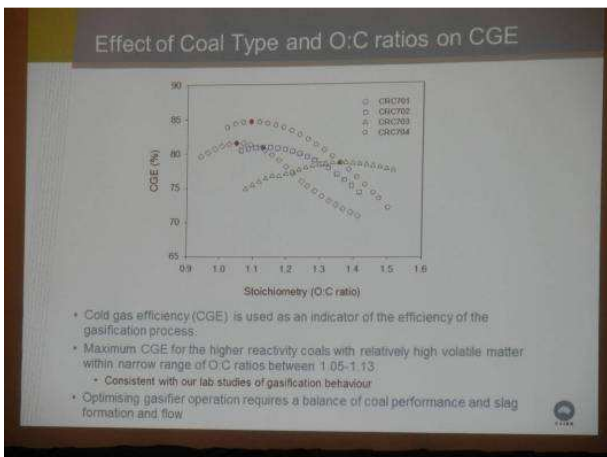 Effect of Coal Type and O:C ratios on CGE
90
85
80
75
70
65
CGE (%)
CRC701
CRC702
CRC703
CRC704
0.9 1.0 1.1 1.2 1.3 1.4 1.5 1.6
Stoichiometry (O:C ratio)
• Cold gas efficiency (CGE) is used as an indicator of the efficiency of the
gasification process.
• Maximum CGE for the higher reactivity coals with relatively high volatile matter
within narrow range of O:C ratios between 1.05-1.13
• Consistent with our lab studies of gasification behaviour
• Optimising gasifier operation requires a balance of coal performance and slag
formation and flow
CSIRO